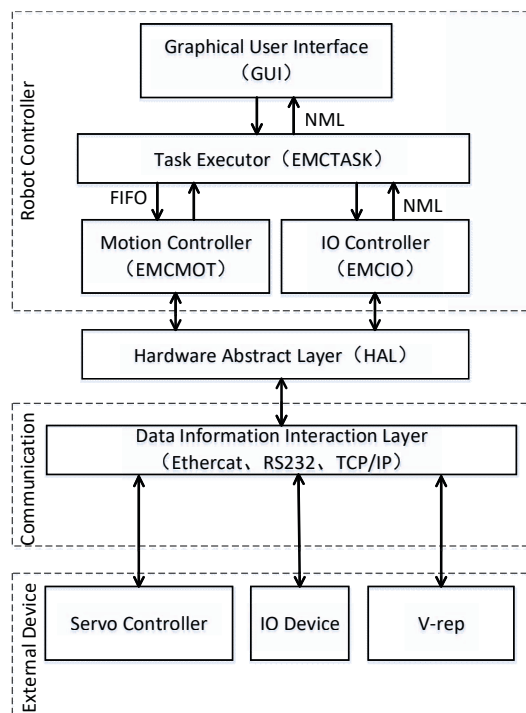 Robot Controller
Graphical User Interface
（GUI）
NML
Task Executor（EMCTASK）
FIFO
NML
Motion Controller
（EMCMOT）
IO Controller
（EMCIO）
Hardware Abstract Layer（HAL）
Communication
Data Information Interaction Layer
（Ethercat、RS232、TCP/IP）
External Device
Servo Controller
IO Device
V-rep